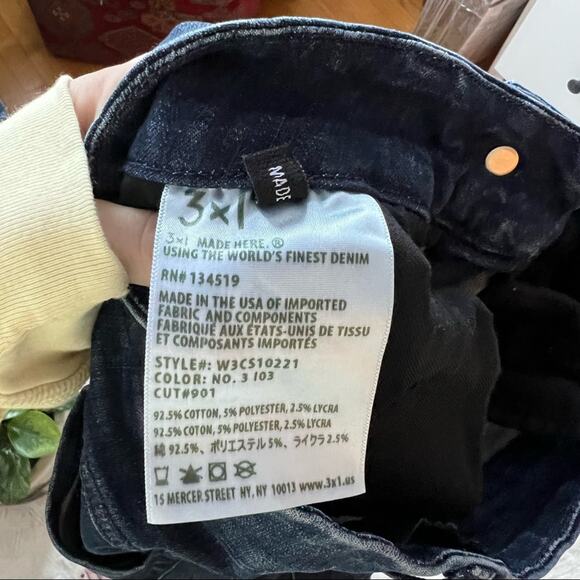 MADE
3×1
3×1 MADE HERE.®
USING THE WORLD'S FINEST DENIM
RN# 134519
MADE IN THE USA OF IMPORTED
FABRIC AND COMPONENTS
FABRIQUE AUX ÉTATS-UNIS DE TISSU
ET COMPOSANTS IMPORTÉS
STYLE#: W3CS10221
COLOR: NO. 3 I03
CUT#901
92.5% COTTON, 5% POLYESTER, 2.5% LYCRA
92.5% COTON, 5% POLYESTER, 2.5% LYCRA
綿 92.5%、ポリエステル 5%、ライクラ 2.5%
15 MERCER STREET NY, NY 10013 www.3x1.us